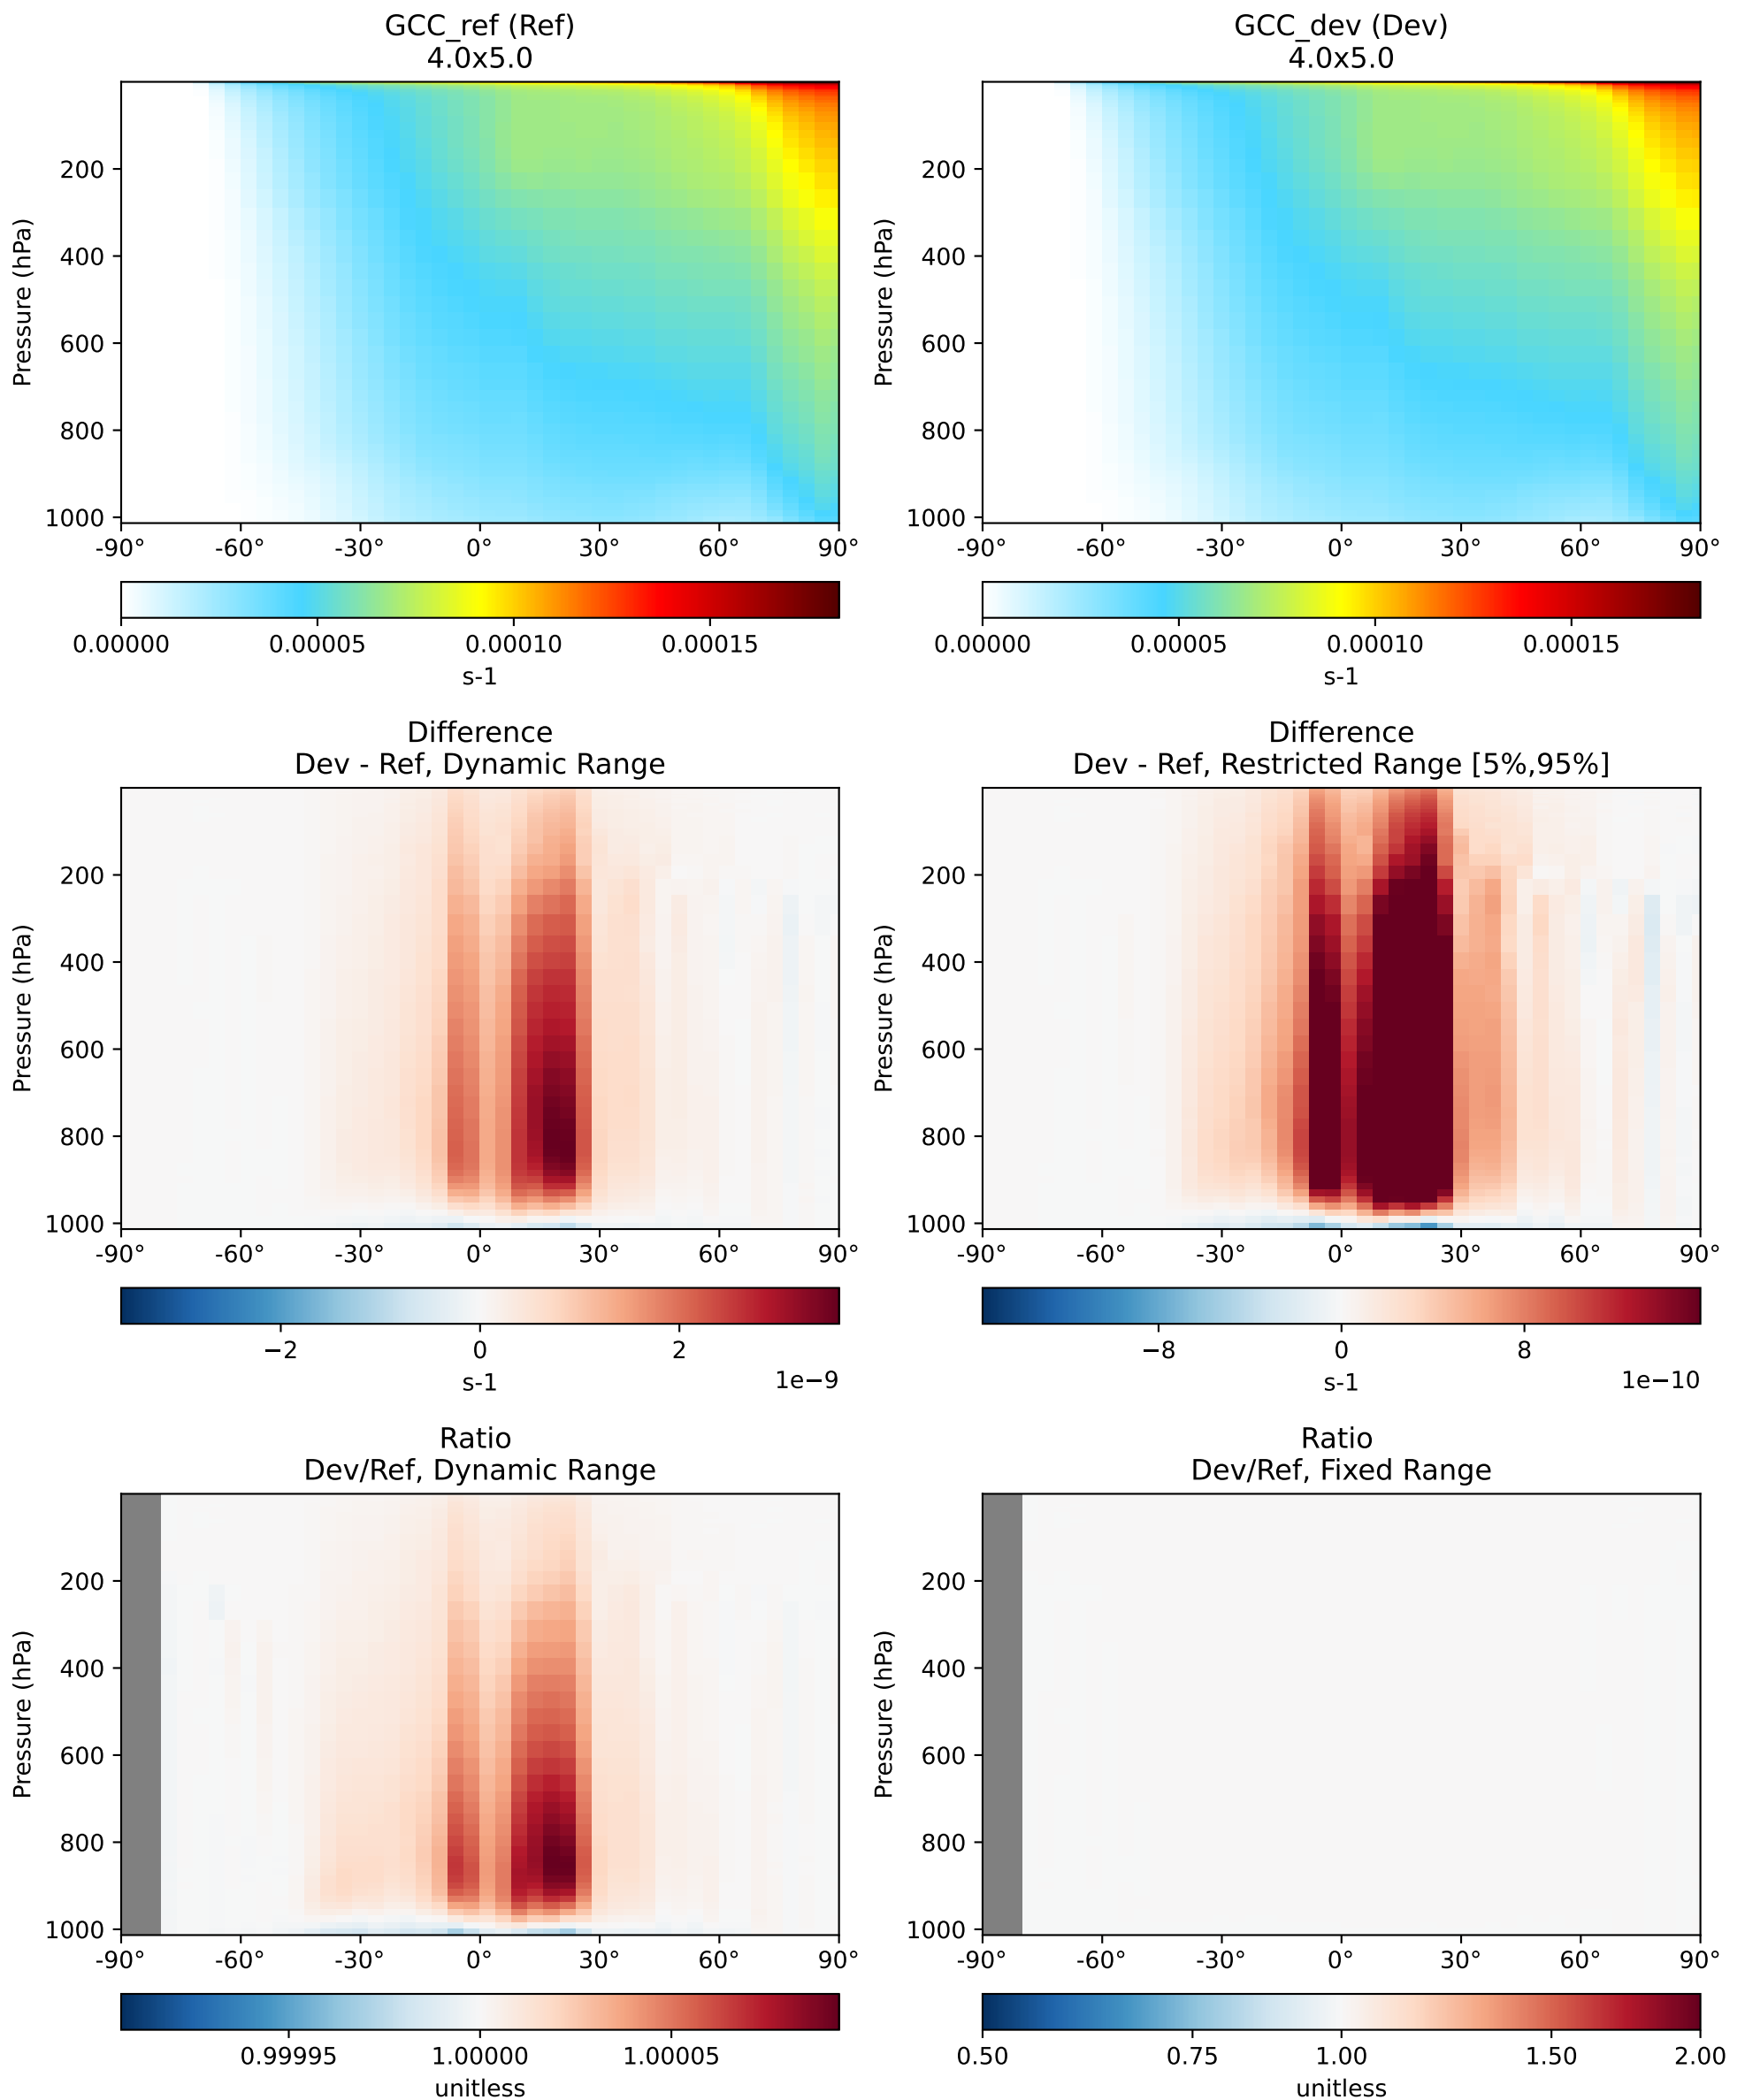 GCC_ref (Ref)
4.0x5.0
Pressure (hPa)
200
400
600
800
1000
-90° -60° -30° 0° 30° 60° 90°
0.00000 0.00005 0.00010 0.00015
s-1
GCC_dev (Dev)
4.0x5.0
Pressure (hPa)
200
400
600
800
1000
-90° -60° -30° 0° 30° 60° 90°
0.00000 0.00005 0.00010 0.00015
s-1
Difference
Dev - Ref, Dynamic Range
Pressure (hPa)
200
400
600
800
1000
-90° -60° -30° 0° 30° 60° 90°
−2 0 2
1e−9
s-1
Difference
Dev - Ref, Restricted Range [5%,95%]
Pressure (hPa)
200
400
600
800
1000
-90° -60° -30° 0° 30° 60° 90°
−8 0 8
1e−10
s-1
Ratio
Dev/Ref, Dynamic Range
Pressure (hPa)
200
400
600
800
1000
-90° -60° -30° 0° 30° 60° 90°
0.99995 1.00000 1.00005
unitless
Ratio
Dev/Ref, Fixed Range
Pressure (hPa)
200
400
600
800
1000
-90° -60° -30° 0° 30° 60° 90°
0.50 0.75 1.00 1.50 2.00
unitless